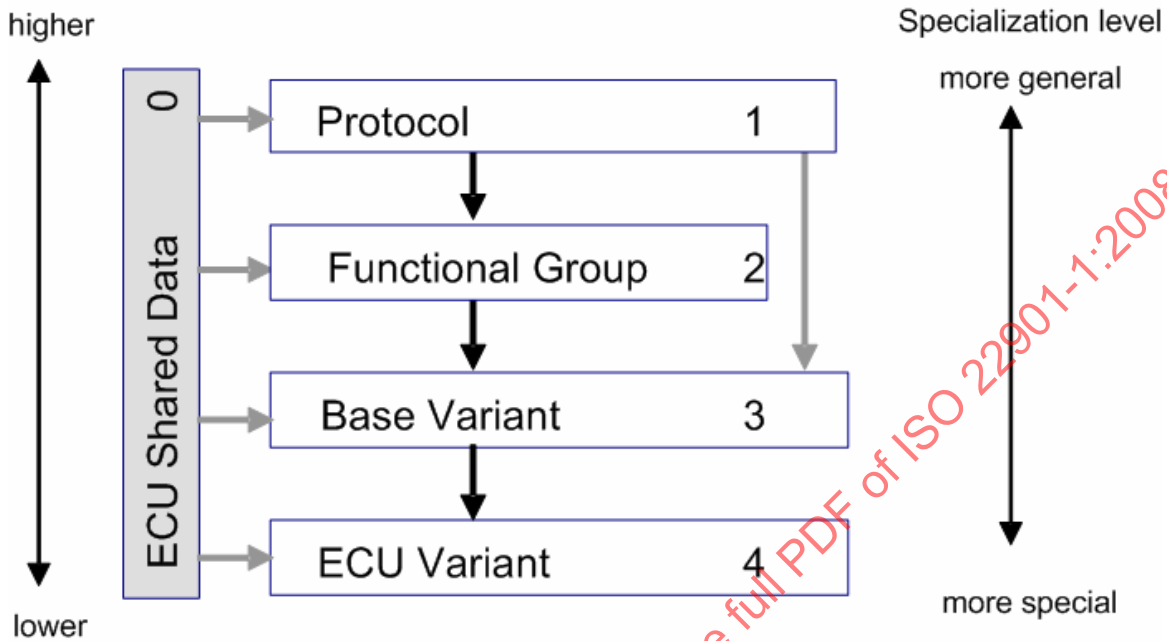 higher
Specialization level
more general
ECU Shared Data 0
Protocol 1
Functional Group 2
Base Variant 3
ECU Variant 4
more special
lower
e full PDF of ISO 22901-1:2008